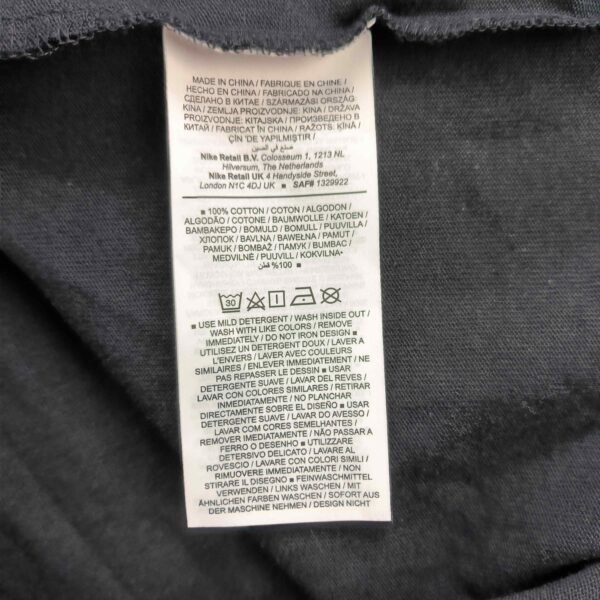 MADE IN CHINA / FABRIQUE EN CHINE /
HECHO EN CHINA / FABRICADO NA CHINA /
СДЕЛАНО В КИТАЕ / SZÁRMAZÁSI ORSZÁG:
KÍNA / ZEMLJA PROIZVODNJE: KINA / DRŽAVA
PROIZVODNJE: KITAJSKA / ПРОИЗВЕДЕНО В
КИТАЙ / FABRICAT ÎN CHINA / RAŽOTS: ĶĪNĀ /
ÇİN 'DE YAPILMIŞTIR /
صنع في الصين
Nike Retail B.V. Colosseum 1, 1213 NL
Hilversum, The Netherlands
Nike Retail UK 4 Handyside Street,
London N1C 4DJ UK ■ SAF# 1329922
■ 100% COTTON / COTON / ALGODON /
ALGODÃO / COTONE / BAUMWOLLE / KATOEN /
ΒΑΜΒΑΚΕΡΟ / BOMULD / BOMULL / PUUVILLA /
ХЛОПОК / BAVLNA / BAWEŁNA / PAMUT /
PAMUK / BOMBAŽ / ПАМУК / BUMBAC /
MEDVILNĖ / PUUVILL / KOKVILNA•
%100 قطن ■
30
■ USE MILD DETERGENT / WASH INSIDE OUT /
WASH WITH LIKE COLORS / REMOVE
IMMEDIATELY / DO NOT IRON DESIGN ■
UTILISEZ UN DETERGENT DOUX / LAVER A
L'ENVERS / LAVER AVEC COULEURS
SIMILAIRES / ENLEVER IMMEDIATEMENT / NE
PAS REPASSER LE DESSIN ■ USAR
DETERGENTE SUAVE / LAVAR DEL REVES /
LAVAR CON COLORES SIMILARES / RETIRAR
INMEDIATAMENTE / NO PLANCHAR
DIRECTAMENTE SOBRE EL DISEÑO ■ USAR
DETERGENTE SUAVE / LAVAR DO AVESSO /
LAVAR COM CORES SEMELHANTES /
REMOVER IMEDIATAMENTE / NÃO PASSAR A
FERRO O DESENHO ■ UTILIZZARE
DETERSIVO DELICATO / LAVARE AL
ROVESCIO / LAVARE CON COLORI SIMILI /
RIMUOVERE IMMEDIATAMENTE / NON
STIRARE IL DISEGNO ■ FEINWASCHMITTEL
VERWENDEN / LINKS WASCHEN / MIT
ÄHNLICHEN FARBEN WASCHEN / SOFORT AUS
DER MASCHINE NEHMEN / DESIGN NICHT